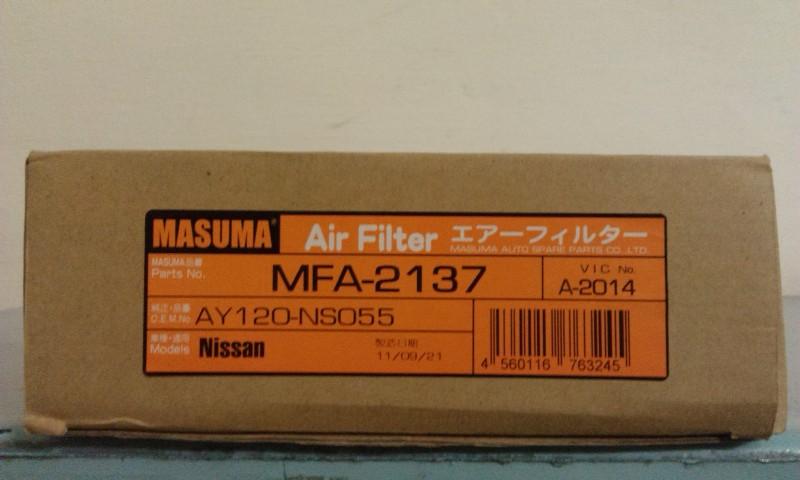 MASUMA® Air Filter エアーフィルター
MASUMA AUTO SPARE PARTS CO.,LTD.
MASUMA品番
Parts No. MFA-2137
VIC No.
A-2014
純正・品番
O.E.M.No AY120-NS055
車種・適用
Models Nissan
製造日期
11/09/21
4 560116 763245